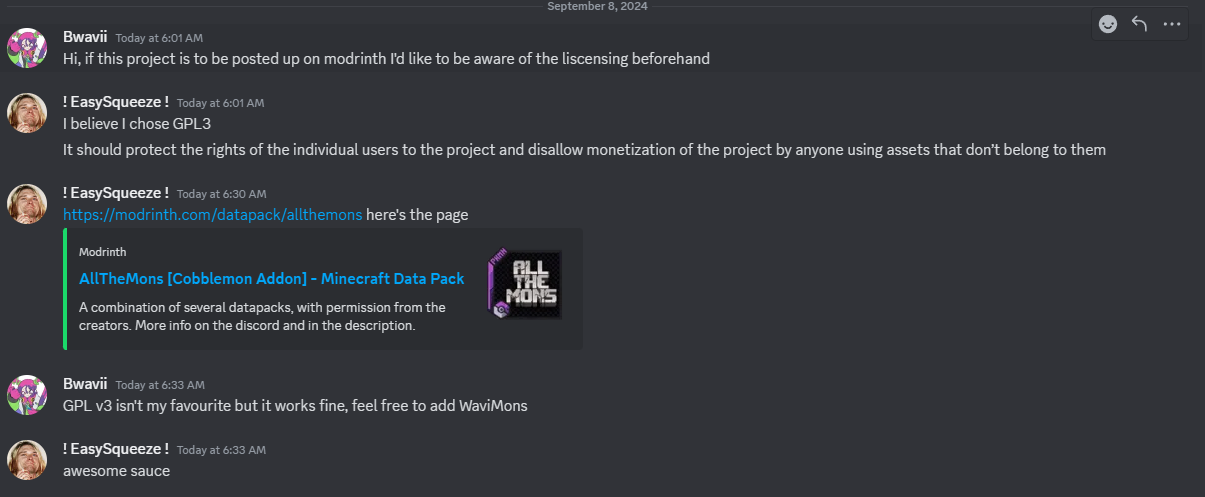 September 8, 2024
Bwavii Today at 6:01 AM
Hi, if this project is to be posted up on modrinth I'd like to be aware of the liscensing beforehand
! EasySqueeze ! Today at 6:01 AM
I believe I chose GPL3
It should protect the rights of the individual users to the project and disallow monetization of the project by anyone using assets that don't belong to them
! EasySqueeze ! Today at 6:30 AM
https://modrinth.com/datapack/allthemons here's the page
Modrinth
AllTheMons [Cobblemon Addon] - Minecraft Data Pack
A combination of several datapacks, with permission from the
creators. More info on the discord and in the description.
ALL
THE
MONS
Bwavii Today at 6:33 AM
GPL v3 isn't my favourite but it works fine, feel free to add WaviMons
! EasySqueeze ! Today at 6:33 AM
awesome sauce